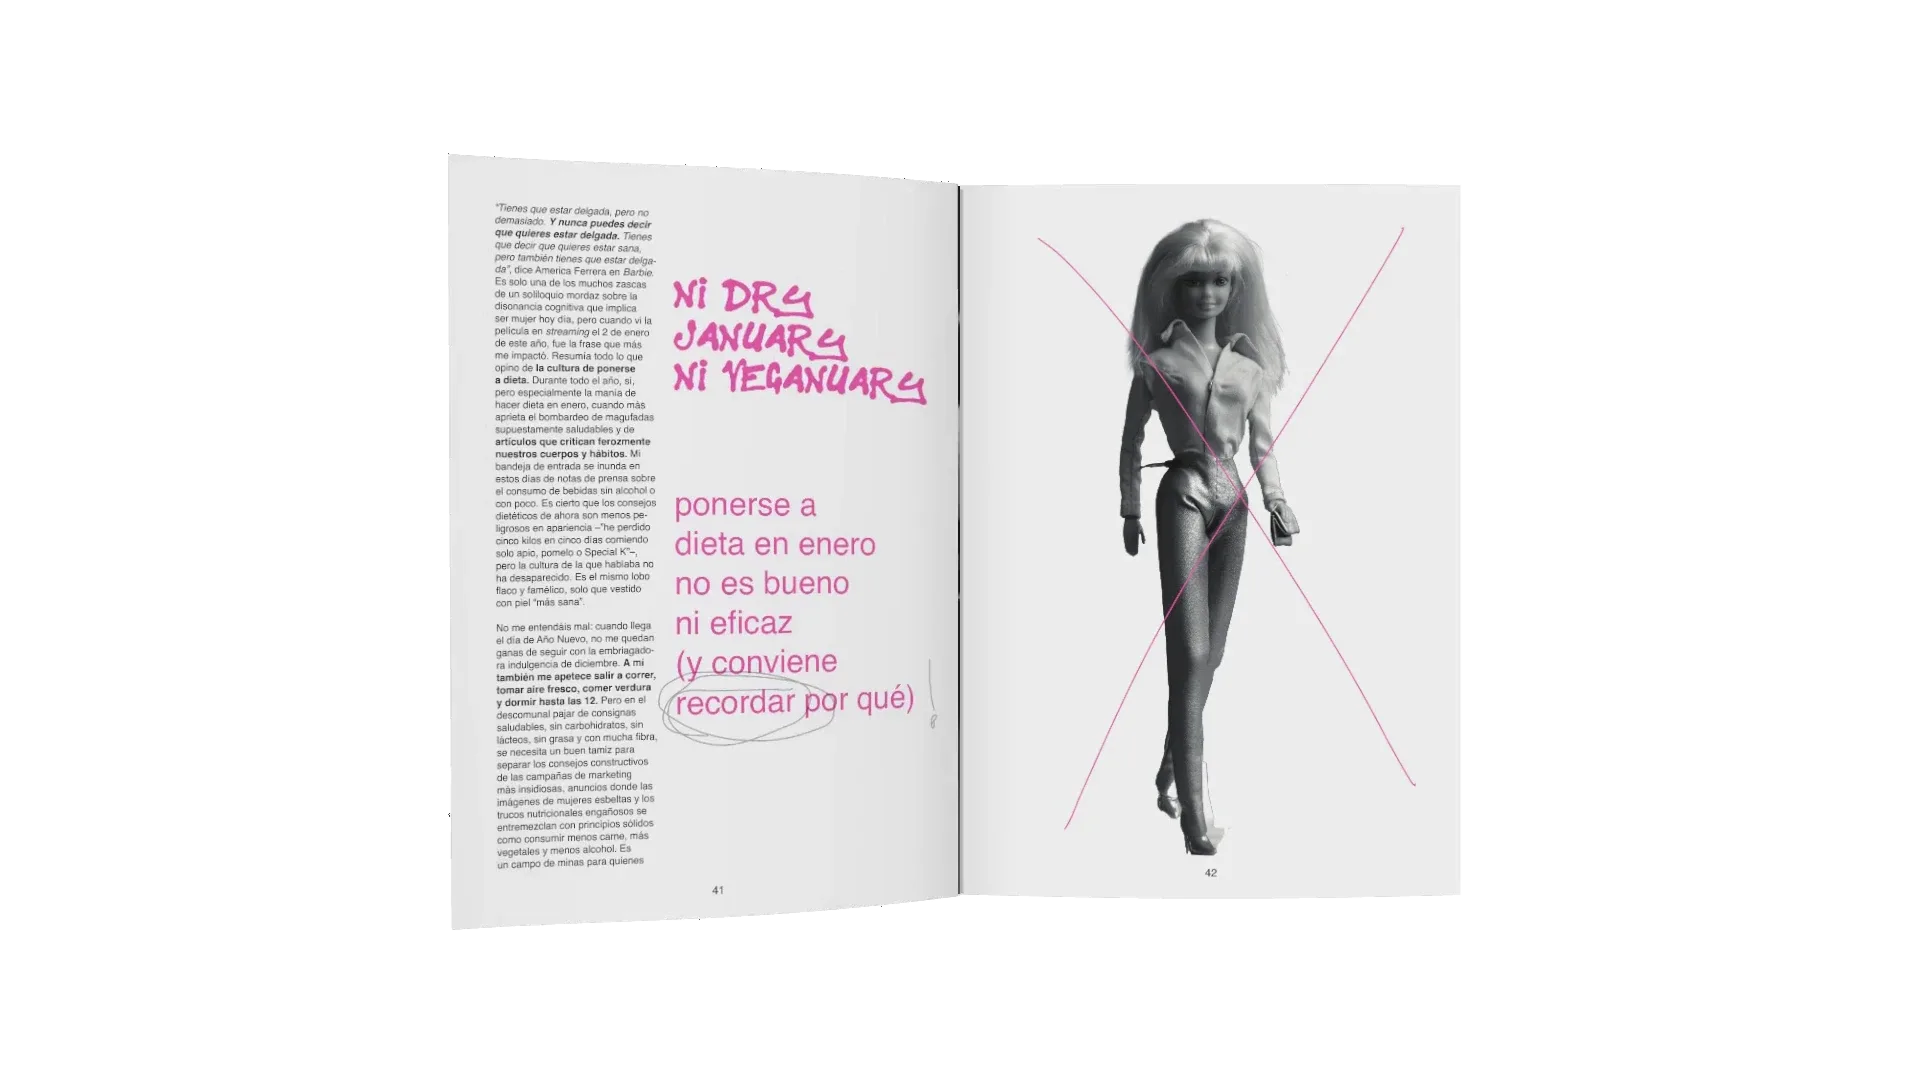 "Tienes que estar delgada, pero no
demasiado. Y nunca puedes decir
que quieres estar delgada. Tienes
que decir que quieres estar sana,
pero también tienes que estar delga-
da", dice America Ferrera en Barbie.
Es solo una de los muchos zascas
de un soliloquio mordaz sobre la
disonancia cognitiva que implica
ser mujer hoy día, pero cuando vi la
película en streaming el 2 de enero
de este año, fue la frase que más
me impactó. Resumía todo lo que
opino de la cultura de ponerse
a dieta. Durante todo el año, sí,
pero especialmente la manía de
hacer dieta en enero, cuando más
aprieta el bombardeo de magufadas
supuestamente saludables y de
artículos que critican ferozmente
nuestros cuerpos y hábitos. Mi
bandeja de entrada se inunda en
estos días de notas de prensa sobre
el consumo de bebidas sin alcohol o
con poco. Es cierto que los consejos
dietéticos de ahora son menos pe-
ligrosos en apariencia –"he perdido
cinco kilos en cinco días comiendo
solo apio, pomelo o Special K"–,
pero la cultura de la que hablaba no
ha desaparecido. Es el mismo lobo
flaco y famélico, solo que vestido
con piel "más sana".
No me entendáis mal: cuando llega
el día de Año Nuevo, no me quedan
ganas de seguir con la embriagado-
ra indulgencia de diciembre. A mí
también me apetece salir a correr,
tomar aire fresco, comer verdura
y dormir hasta las 12. Pero en el
descomunal pajar de consignas
saludables, sin carbohidratos, sin
lácteos, sin grasa y con mucha fibra,
se necesita un buen tamiz para
separar los consejos constructivos
de las campañas de marketing
más insidiosas, anuncios donde las
imágenes de mujeres esbeltas y los
trucos nutricionales engañosos se
entremezclan con principios sólidos
como consumir menos carne, más
vegetales y menos alcohol. Es
un campo de minas para quienes
Ni DRY
JANUARY
Ni VEGANUARY
ponerse a
dieta en enero
no es bueno
ni eficaz
(y conviene
recordar por qué)
!
41
42